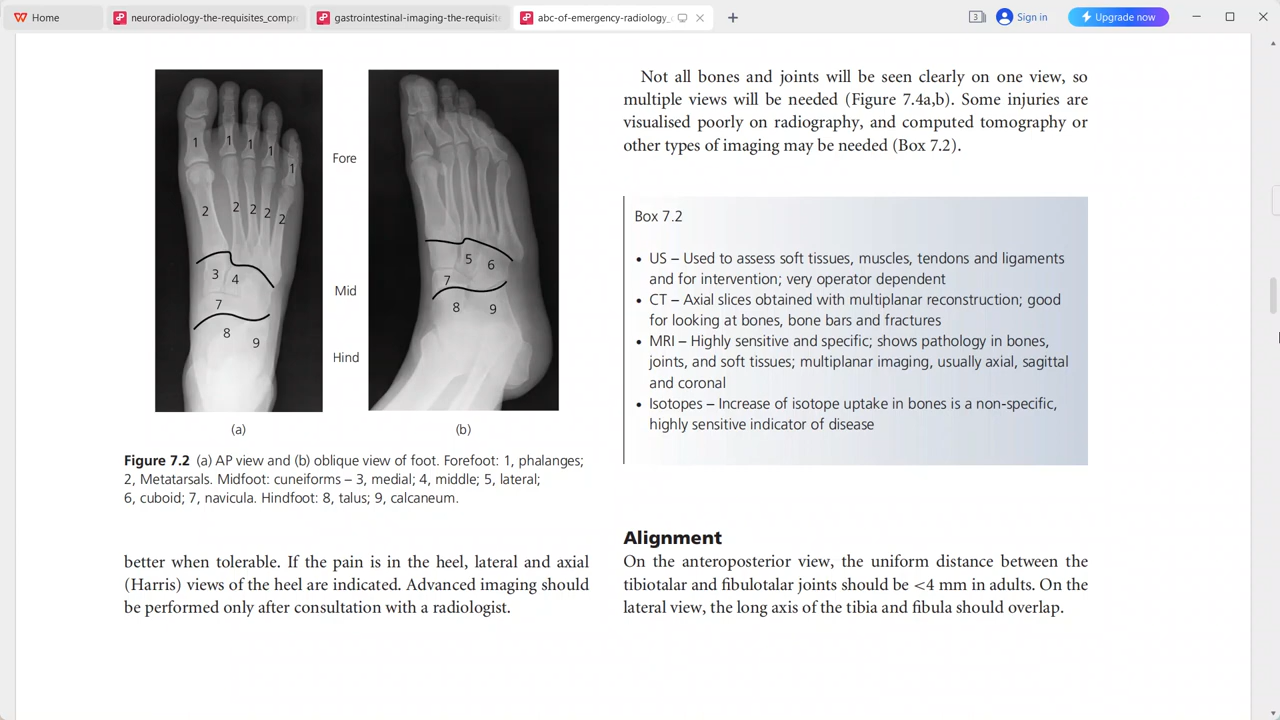 Home
neuroradiology-the-requisites_compre
gastrointestinal-imaging-the-requisite
abc-of-emergency-radiology_
3
Sign in
Upgrade now
1 1 1 1 1
2 2 2 2 2
3 4
7
8
9
Fore
Mid
Hind
5 6
7
8 9
(a) (b)
Figure 7.2 (a) AP view and (b) oblique view of foot. Forefoot: 1, phalanges;
2, Metatarsals. Midfoot: cuneiforms – 3, medial; 4, middle; 5, lateral;
6, cuboid; 7, navicula. Hindfoot: 8, talus; 9, calcaneum.
better when tolerable. If the pain is in the heel, lateral and axial
(Harris) views of the heel are indicated. Advanced imaging should
be performed only after consultation with a radiologist.
Not all bones and joints will be seen clearly on one view, so
multiple views will be needed (Figure 7.4a,b). Some injuries are
visualised poorly on radiography, and computed tomography or
other types of imaging may be needed (Box 7.2).
Box 7.2
• US – Used to assess soft tissues, muscles, tendons and ligaments
and for intervention; very operator dependent
• CT – Axial slices obtained with multiplanar reconstruction; good
for looking at bones, bone bars and fractures
• MRI – Highly sensitive and specific; shows pathology in bones,
joints, and soft tissues; multiplanar imaging, usually axial, sagittal
and coronal
• Isotopes – Increase of isotope uptake in bones is a non-specific,
highly sensitive indicator of disease
Alignment
On the anteroposterior view, the uniform distance between the
tibiotalar and fibulotalar joints should be <4 mm in adults. On the
lateral view, the long axis of the tibia and fibula should overlap.